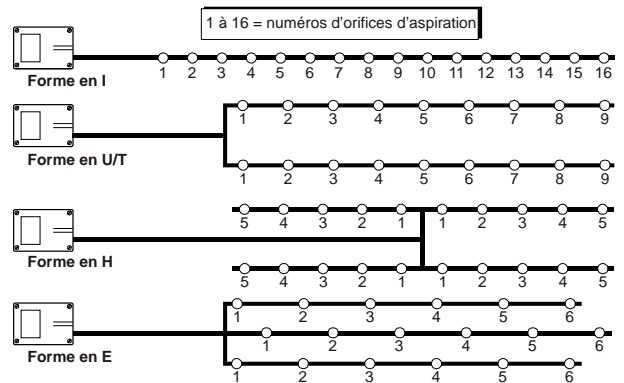 1 à 16 = numéros d'orifices d'aspiration
Forme en I
1 2 3 4 5 6 7 8 9 10 11 12 13 14 15 16
1 2 3 4 5 6 7 8 9
Forme en U/T
1 2 3 4 5 6 7 8 9
5 4 3 2 1 1 2 3 4 5
Forme en H
5 4 3 2 1 1 2 3 4 5
1 2 3 4 5 6
1 2 3 4 5 6
Forme en E
1 2 3 4 5 6